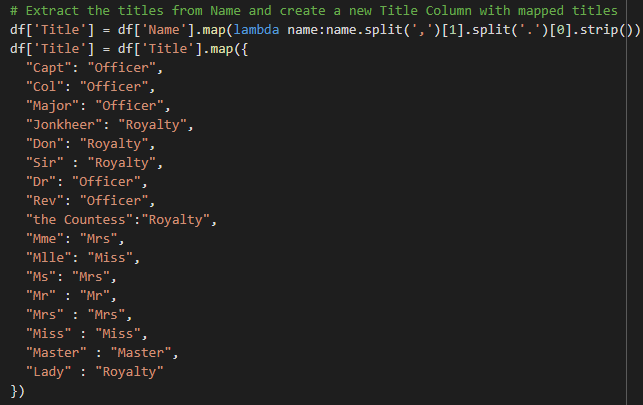 # Extract the titles from Name and create a new Title Column with mapped titles
df['Title'] = df['Name'].map(lambda name:name.split(',')[1].split('.')[0].strip())
df['Title'] = df['Title'].map({
  "Capt": "Officer",
  "Col": "Officer",
  "Major": "Officer",
  "Jonkheer": "Royalty",
  "Don": "Royalty",
  "Sir" : "Royalty",
  "Dr": "Officer",
  "Rev": "Officer",
  "the Countess":"Royalty",
  "Mme": "Mrs",
  "Mlle": "Miss",
  "Ms": "Mrs",
  "Mr" : "Mr",
  "Mrs" : "Mrs",
  "Miss" : "Miss",
  "Master" : "Master",
  "Lady" : "Royalty"
})